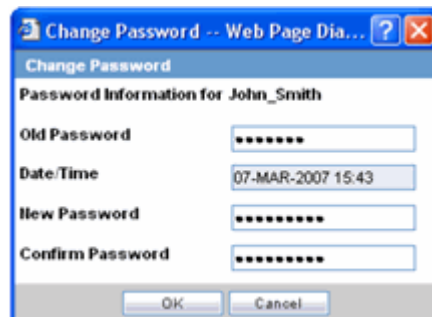 Change Password -- Web Page Dia...
Change Password
Password Information for John_Smith
Old Password •••••••
Date/Time 07-MAR-2007 15:43
New Password •••••••••
Confirm Password •••••••••
OK Cancel